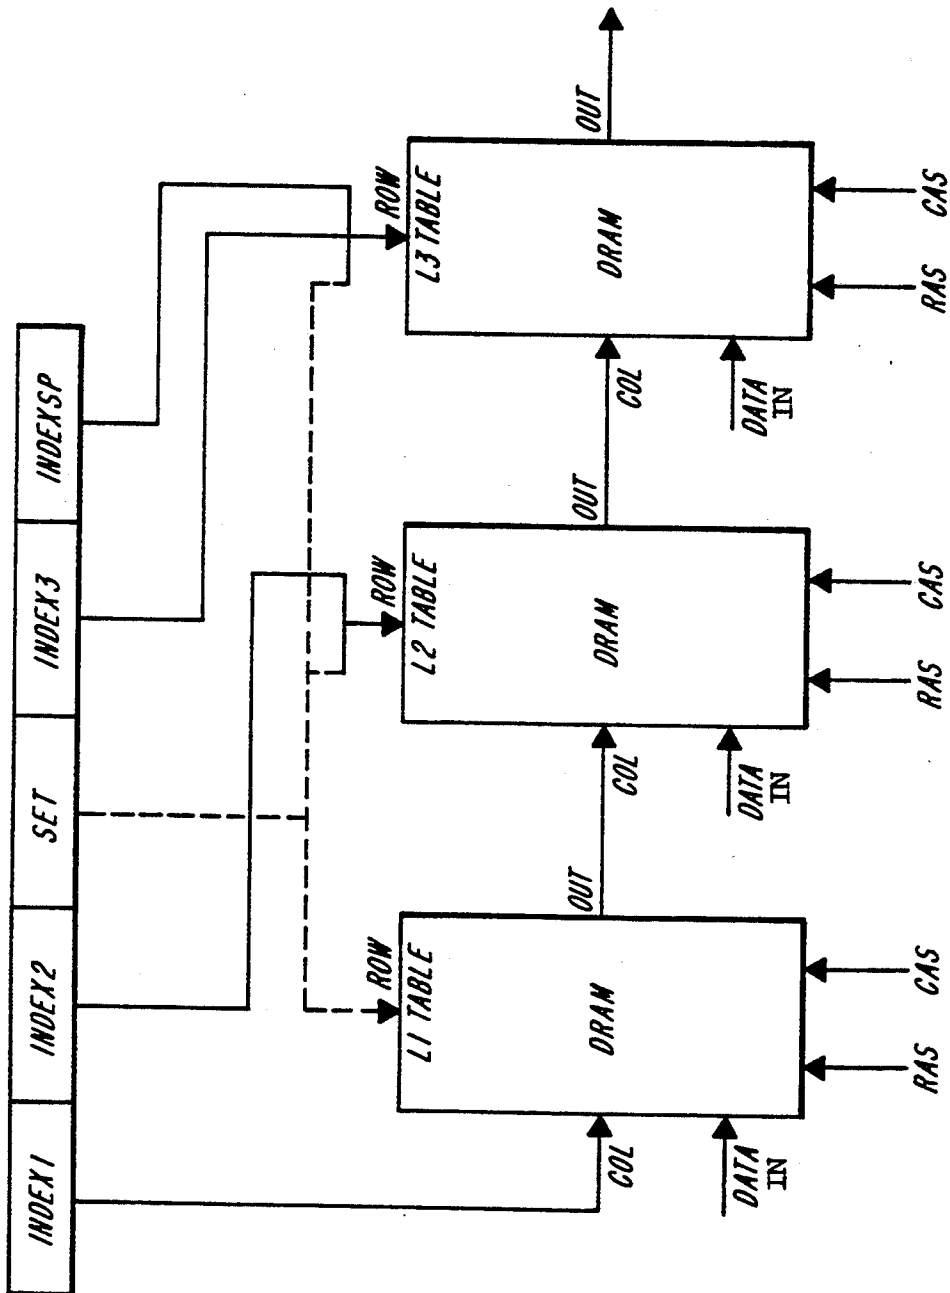 INDEX1 INDEX2 SET INDEX3 INDEXSP
ROW ROW ROW
L1 TABLE L2 TABLE L3 TABLE
DRAM DRAM DRAM
OUT OUT OUT
COL COL COL
DATA IN DATA IN DATA IN
RAS CAS RAS CAS RAS CAS